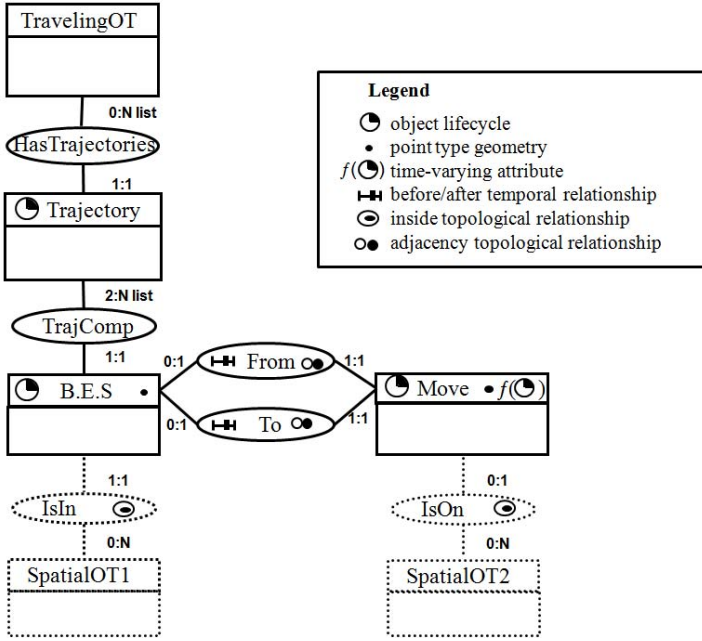 TravelingOT
0:N list
HasTrajectories
1:1
Trajectory
2:N list
TrajComp
1:1
B.E.S
0:1
From
1:1
0:1
To
1:1
Move
f( )
1:1
IsIn
0:N
SpatialOT1
0:1
IsOn
0:N
SpatialOT2
Legend
object lifecycle
point type geometry
f( ) time-varying attribute
before/after temporal relationship
inside topological relationship
adjacency topological relationship